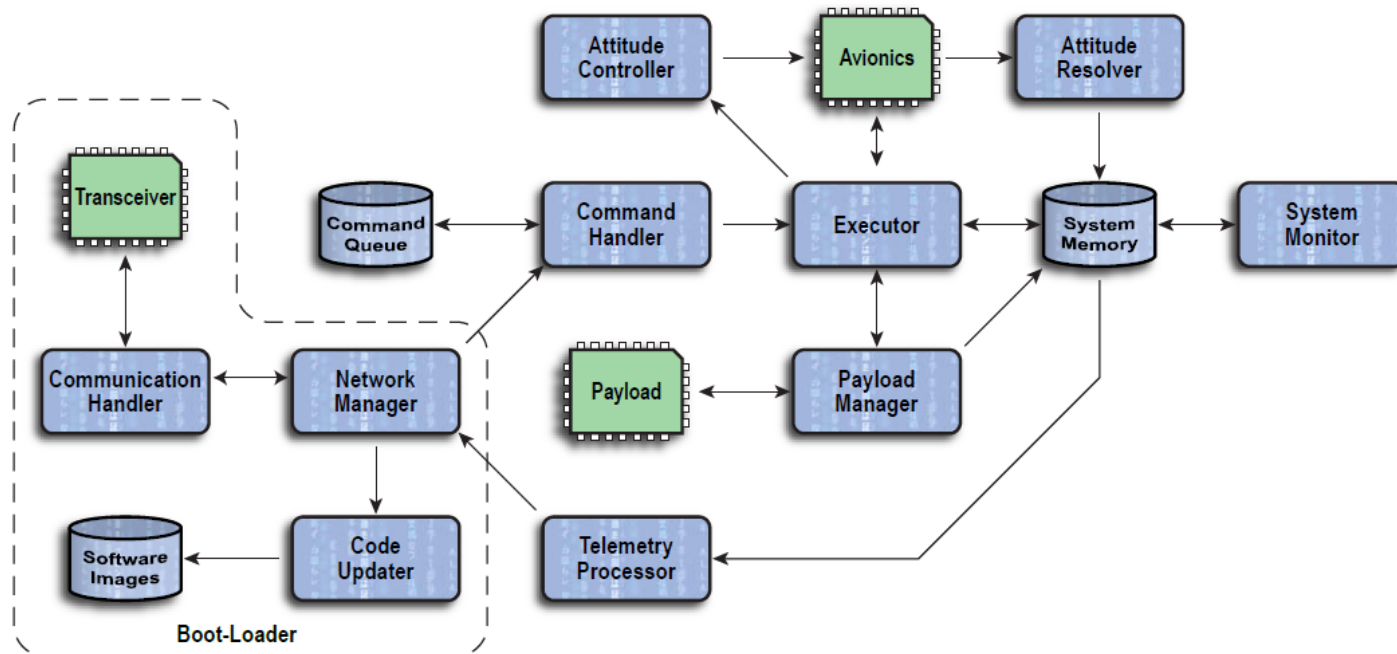 Attitude
Controller
Avionics
Attitude
Resolver
Transceiver
Command
Queue
Command
Handler
Executor
System
Memory
System
Monitor
Communication
Handler
Network
Manager
Payload
Payload
Manager
Software
Images
Code
Updater
Telemetry
Processor
Boot-Loader